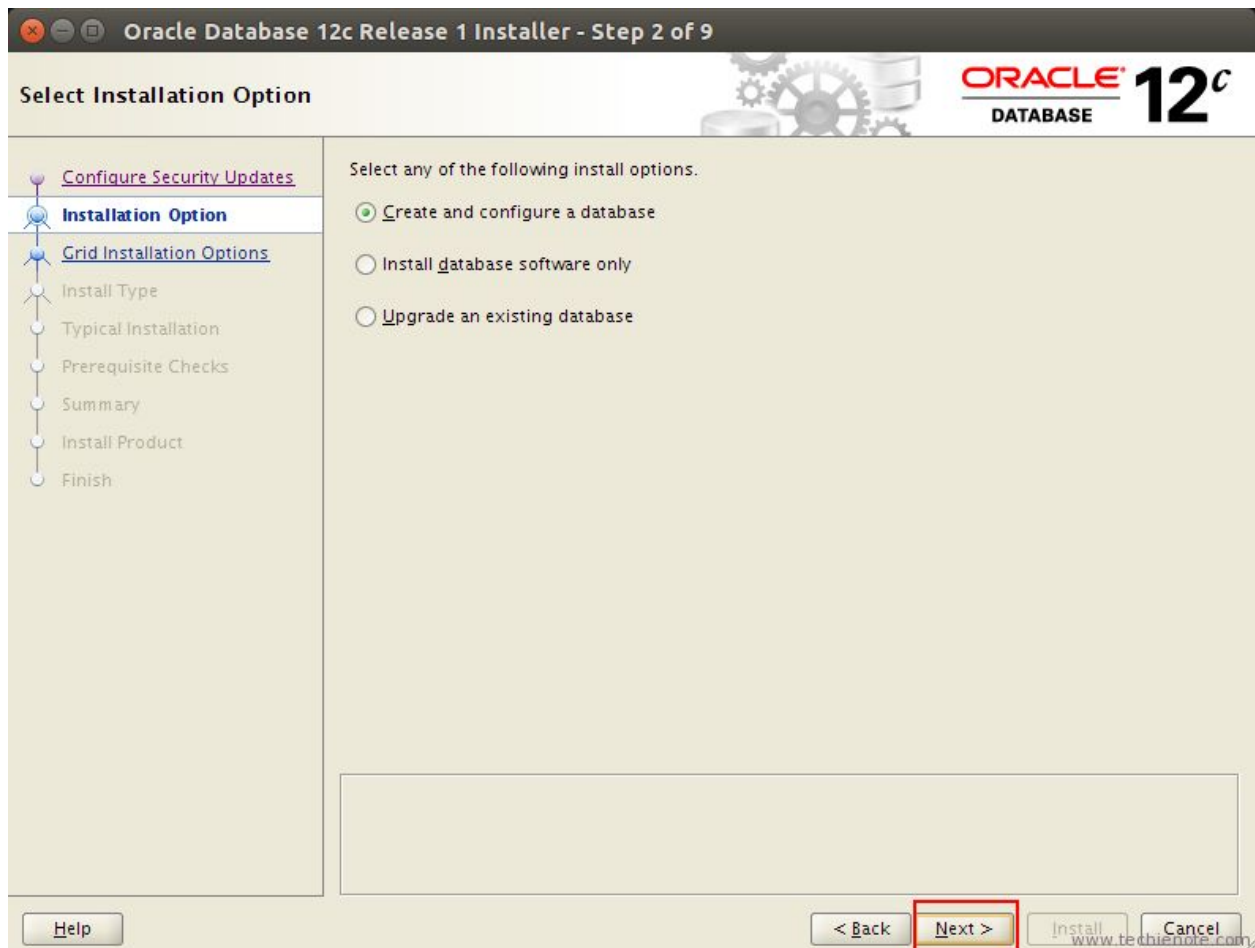 Oracle Database 12c Release 1 Installer - Step 2 of 9
Select Installation Option
ORACLE DATABASE 12c
Configure Security Updates
Installation Option
Grid Installation Options
Install Type
Typical Installation
Prerequisite Checks
Summary
Install Product
Finish
Select any of the following install options.
Create and configure a database
Install database software only
Upgrade an existing database
Help
< Back
Next >
Install
Cancel
www.techienote.com